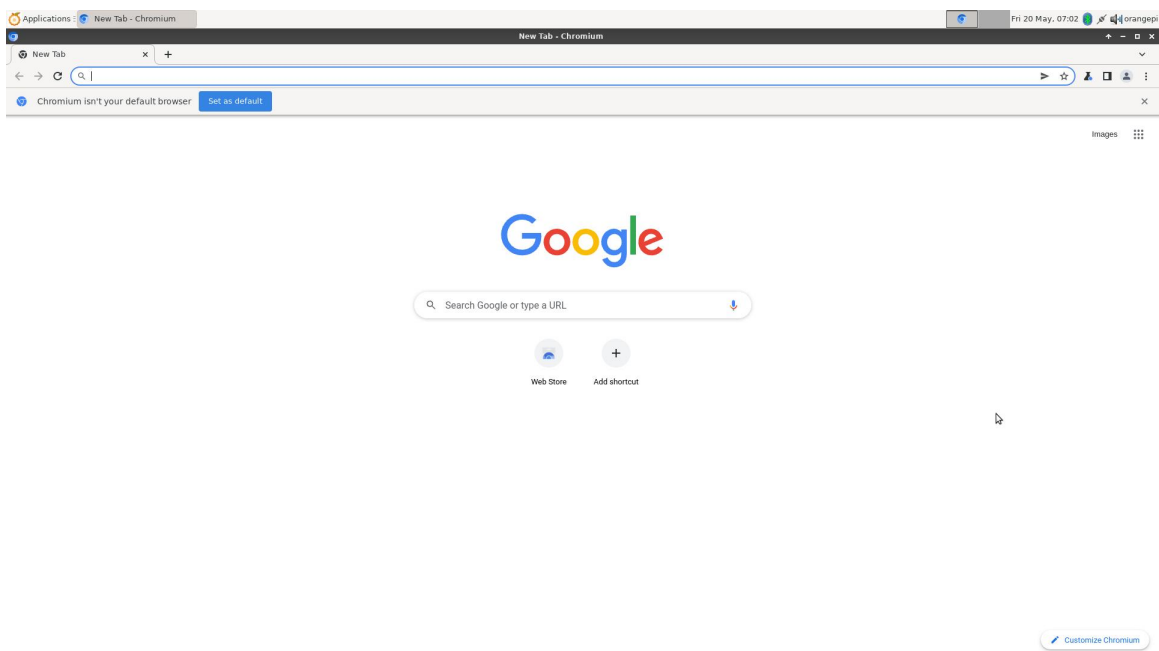 Applications
New Tab - Chromium
Fri 20 May, 07:02
orangepi
New Tab - Chromium
New Tab
Chromium isn't your default browser
Set as default
Images
Google
Search Google or type a URL
Web Store
Add shortcut
Customize Chromium